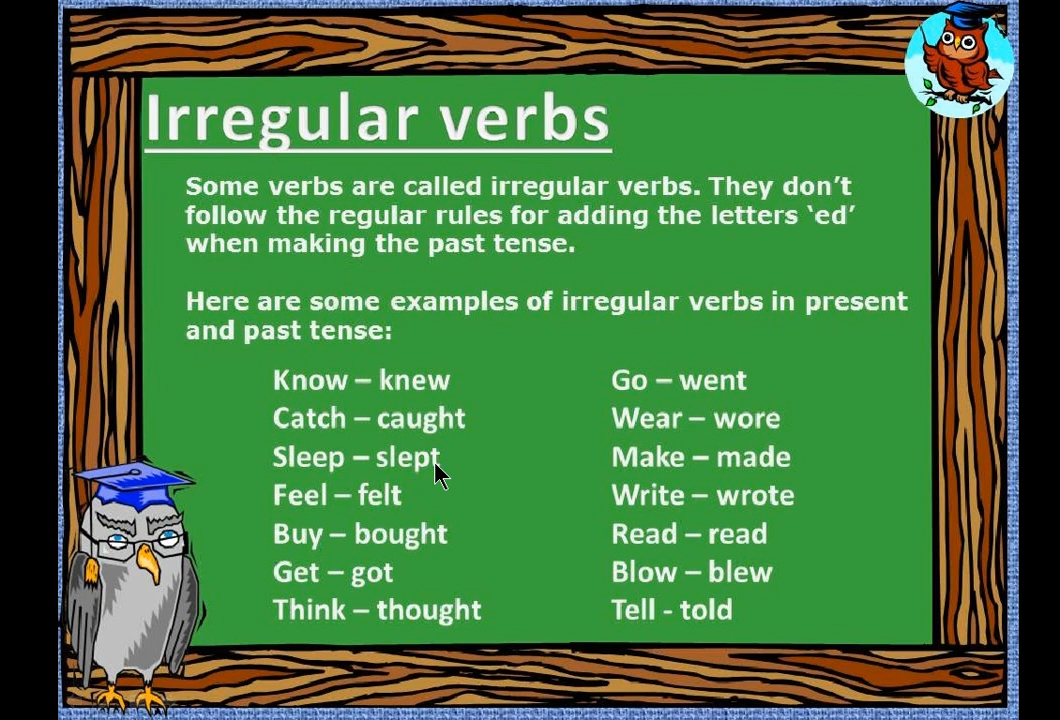 Irregular verbs
Some verbs are called irregular verbs. They don’t
follow the regular rules for adding the letters ‘ed’
when making the past tense.
Here are some examples of irregular verbs in present
and past tense:
Know – knew
Catch – caught
Sleep – slept
Feel – felt
Buy – bought
Get – got
Think – thought
Go – went
Wear – wore
Make – made
Write – wrote
Read – read
Blow – blew
Tell - told